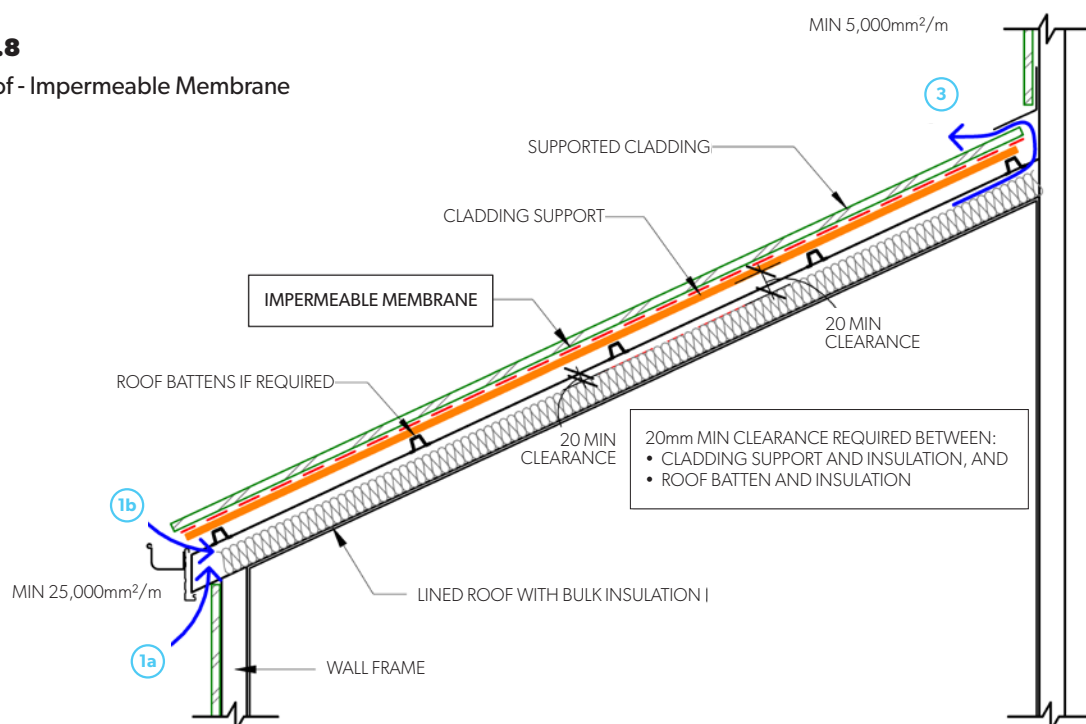 MIN 5,000mm²/m
.8
of - Impermeable Membrane
3
SUPPORTED CLADDING
CLADDING SUPPORT
IMPERMEABLE MEMBRANE
20 MIN
CLEARANCE
ROOF BATTENS IF REQUIRED
20 MIN
CLEARANCE
20mm MIN CLEARANCE REQUIRED BETWEEN:
• CLADDING SUPPORT AND INSULATION, AND
• ROOF BATTEN AND INSULATION
1b
MIN 25,000mm²/m
LINED ROOF WITH BULK INSULATION
1a
WALL FRAME